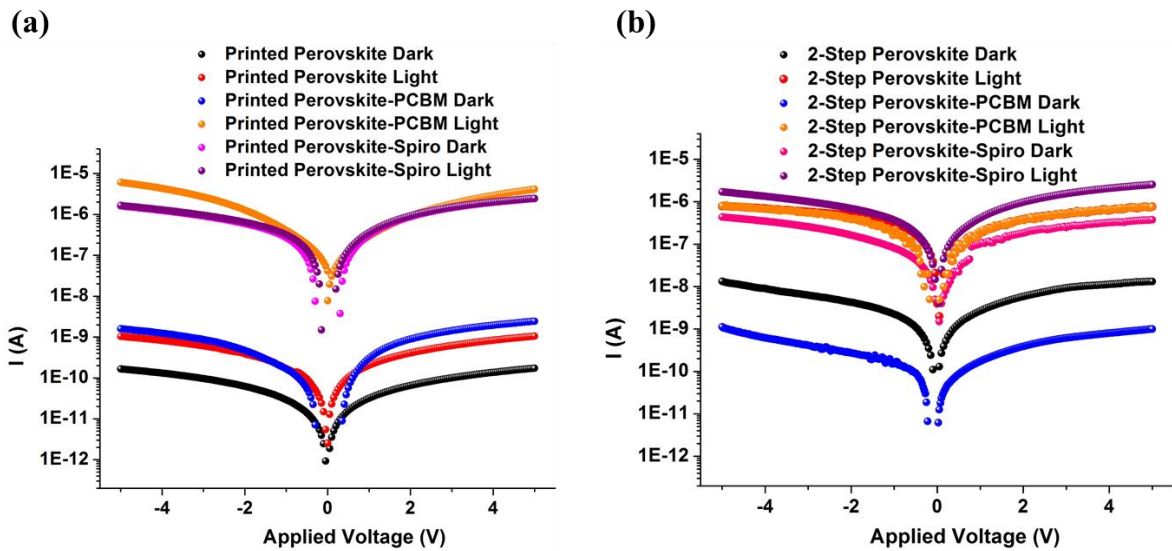 (a)
Printed Perovskite Dark
Printed Perovskite Light
Printed Perovskite-PCBM Dark
Printed Perovskite-PCBM Light
Printed Perovskite-Spiro Dark
Printed Perovskite-Spiro Light
1E-5
1E-6
1E-7
1E-8
1E-9
1E-10
1E-11
1E-12
I (A)
-4 -2 0 2 4
Applied Voltage (V)
(b)
2-Step Perovskite Dark
2-Step Perovskite Light
2-Step Perovskite-PCBM Dark
2-Step Perovskite-PCBM Light
2-Step Perovskite-Spiro Dark
2-Step Perovskite-Spiro Light
1E-5
1E-6
1E-7
1E-8
1E-9
1E-10
1E-11
1E-12
I (A)
-4 -2 0 2 4
Applied Voltage (V)